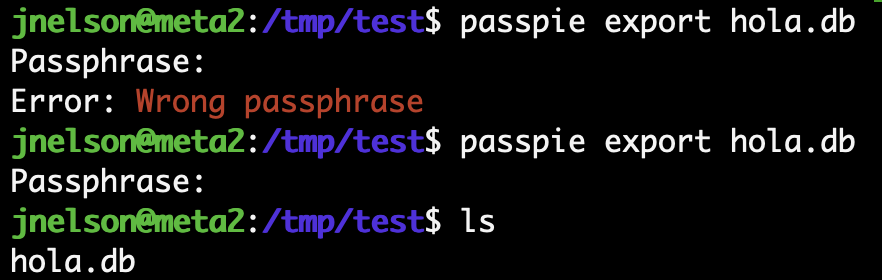 jnelson@meta2:/tmp/test$ passpie export hola.db
Passphrase:
Error: Wrong passphrase
jnelson@meta2:/tmp/test$ passpie export hola.db
Passphrase:
jnelson@meta2:/tmp/test$ ls
hola.db